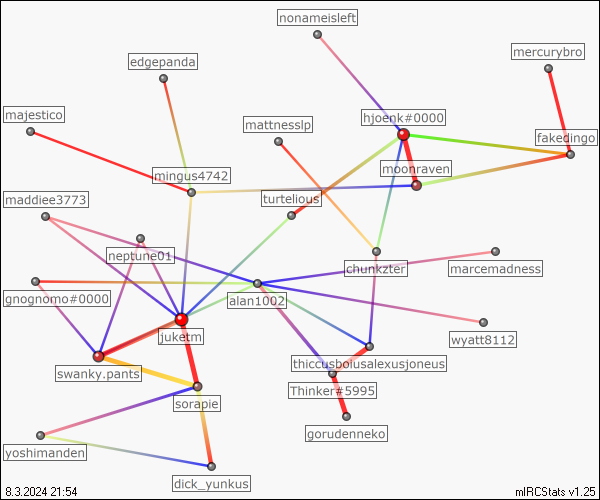 nonameisleft
mercurybro
edgepanda
majestico
hjoenk#0000
mattnesslp
fakedingo
moonraven
mingus4742
maddiee3773
turtelious
neptune01
chunkzter
marcemadness
gnognomo#0000
alan1002
juketm
wyatt8112
thiccusboiusalexusjoneus
swanky.pants
Thinker#5995
sorapie
gorudenneko
yoshimanden
dick_yunkus
8.3.2024 21:54
mIRCStats v1.25